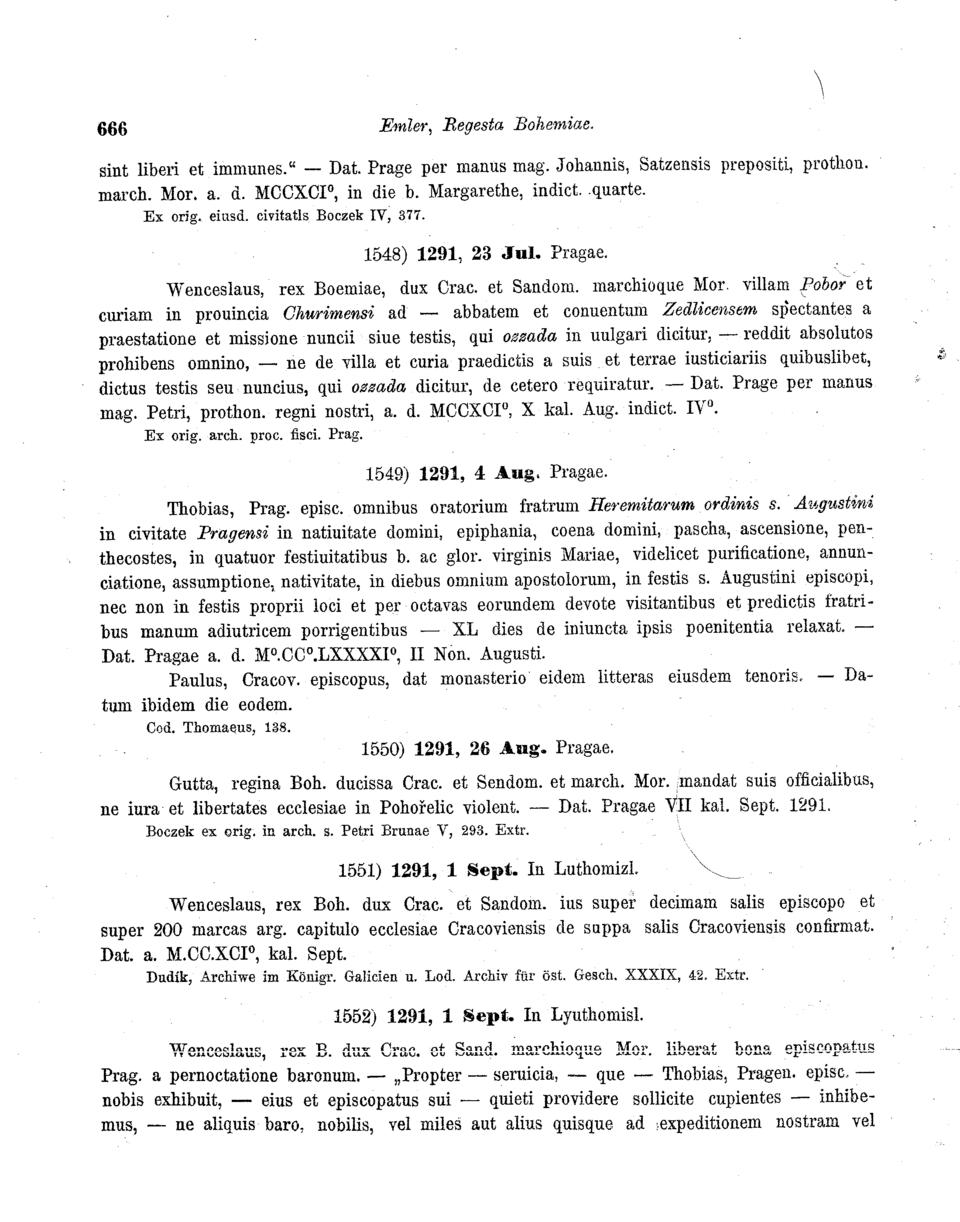 666
Emler, Regesta Bohemiae.
sint liberi et immunes.“ — Dat. Prage per manus mag. Johannis, Satzensis prepositi, prothon.
march. Mor. a. d. MCCXCI⁰, in die b. Margarethe, indict. quarte.
Ex orig. eiusd. civitatis Boczek IV, 377.
1548) 1291, 23 Jul. Pragae.
Wenceslaus, rex Boemiae, dux Crac. et Sandom. marchioque Mor. villam Pobor et
curiam in prouincia Churimensi ad — abbatem et conuentum Zedlicensem spectantes a
praestatione et missione nuncii siue testis, qui ozzada in uulgari dicitur, — reddit absolutos
prohibens omnino, — ne de villa et curia praedictis a suis et terrae iusticiariis quibuslibet,
dictus testis seu nuncius, qui ozzada dicitur, de cetero requiratur. — Dat. Prage per manus
mag. Petri, prothon. regni nostri, a. d. MCCXCI⁰, X kal. Aug. indict. IV⁰.
Ex orig. arch. proc. fisci. Prag.
1549) 1291, 4 Aug. Pragae.
Thobias, Prag. episc. omnibus oratorium fratrum Heremitarum ordinis s. Augustini
in civitate Pragensi in natiuitate domini, epiphania, coena domini, pascha, ascensione, pen-
thecostes, in quatuor festiuitatibus b. ac glor. virginis Mariae, videlicet purificatione, annun-
ciatione, assumptione, nativitate, in diebus omnium apostolorum, in festis s. Augustini episcopi,
nec non in festis proprii loci et per octavas eorundem devote visitantibus et predictis fratri-
bus manum adiutricem porrigentibus — XL dies de iniuncta ipsis poenitentia relaxat. —
Dat. Pragae a. d. M⁰.CC⁰.LXXXXI⁰, II Non. Augusti.
Paulus, Cracov. episcopus, dat monasterio eidem litteras eiusdem tenoris. — Da-
tum ibidem die eodem.
Cod. Thomaeus, 138.
1550) 1291, 26 Aug. Pragae.
Gutta, regina Boh. ducissa Crac. et Sendom. et march. Mor. mandat suis officialibus,
ne iura et libertates ecclesiae in Pohořelic violent. — Dat. Pragae VII kal. Sept. 1291.
Boczek ex orig. in arch. s. Petri Brunae V, 293. Extr.
1551) 1291, 1 Sept. In Luthomizl.
Wenceslaus, rex Boh. dux Crac. et Sandom. ius super decimam salis episcopo et
super 200 marcas arg. capitulo ecclesiae Cracoviensis de suppa salis Cracoviensis confirmat.
Dat. a. M.CC.XCI⁰, kal. Sept.
Dudík, Archiwe im Königr. Galicien u. Lod. Archiv für öst. Gesch. XXXIX, 42. Extr.
1552) 1291, 1 Sept. In Lyuthomisl.
Wenceslaus, rex B. dux Crac. et Sand. marchioque Mor. liberat bona episcopatus
Prag. a pernoctatione baronum. — „Propter — seruicia, — que — Thobias, Pragen. episc. —
nobis exhibuit, — eius et episcopatus sui — quieti providere sollicite cupientes — inhibe-
mus, — ne aliquis baro, nobilis, vel miles aut alius quisque ad expeditionem nostram vel